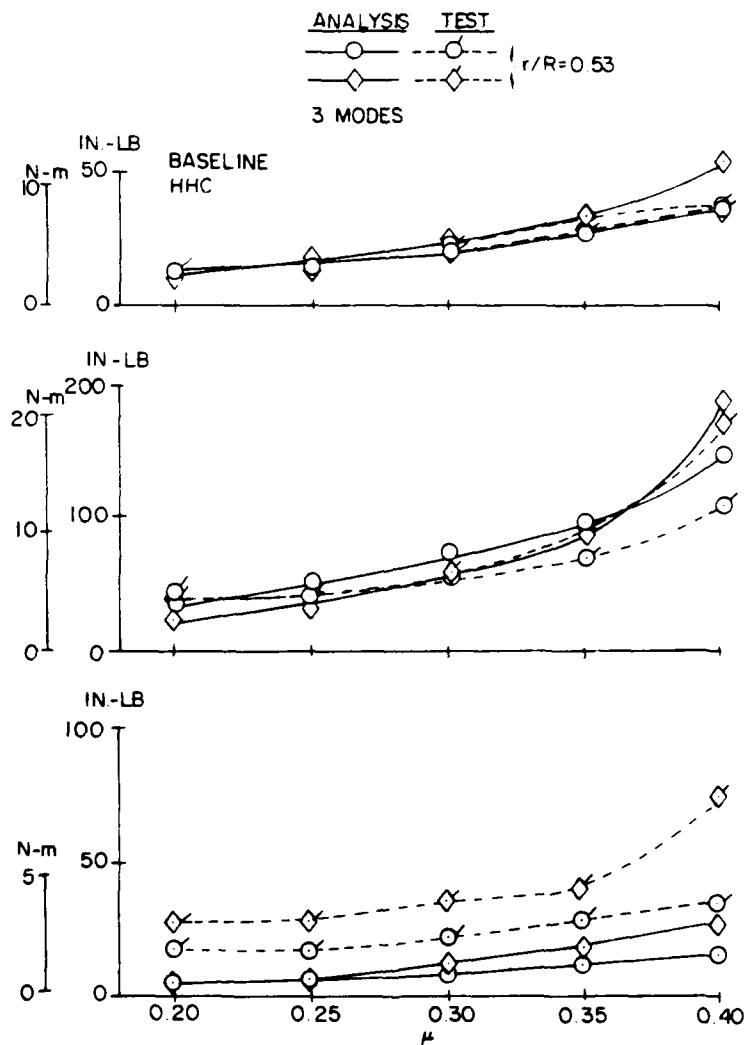 ANALYSIS TEST
r/R=0.53
3 MODES
IN.-LB
N-m 50 BASELINE
HHC
10
0 0
IN-LB
N-m 200
20
100
10
0 0
IN.-LB
100
N-m 50
5
0 0
0.20 0.25 0.30 0.35 0.40
μ